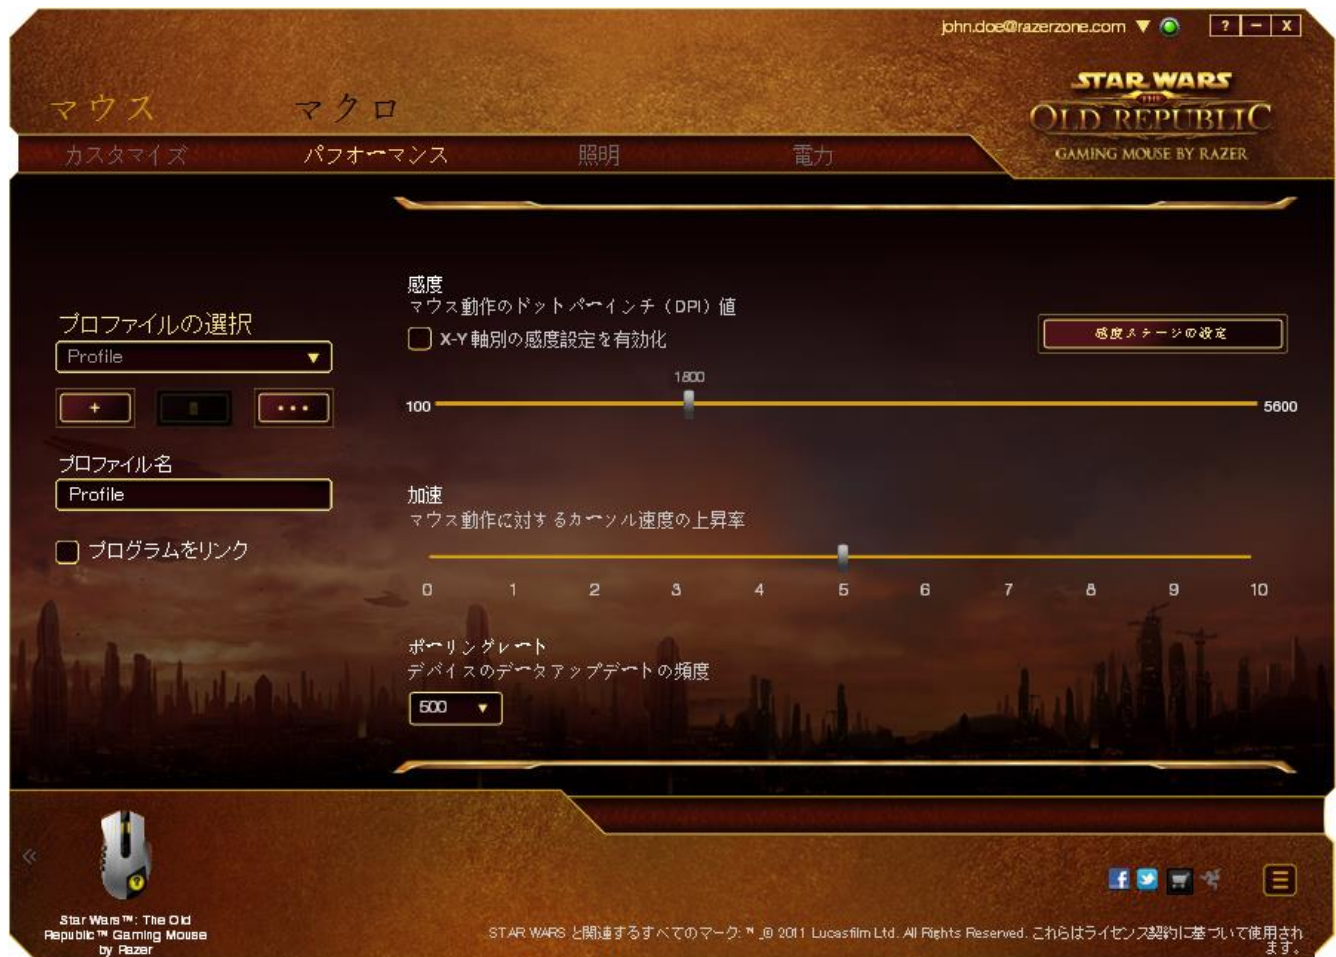 john.doe@razerzone.com ▼ ? − X
STAR WARS
THE
OLD REPUBLIC
GAMING MOUSE BY RAZER
マウス マクロ
カスタマイズ パフォーマンス 照明 電力
プロファイルの選択
Profile ▼
+ •••
プロファイル名
Profile
プログラムをリンク
感度
マウス動作のドットパーインチ（DPI）値
X-Y 軸別の感度設定を有効化
感度ステージの設定
1800
100 5600
加速
マウス動作に対するカーソル速度の上昇率
0 1 2 3 4 5 6 7 8 9 10
ポーリングレート
デバイスのデータアップデートの頻度
500 ▼
«
Star Wars™: The Old
Republic™ Gaming Mouse
by Razer
STAR WARS と関連するすべてのマーク: ™ _@ 2011 Lucasfilm Ltd. All Rights Reserved. これらはライセンス契約に基づいて使用され
ます。